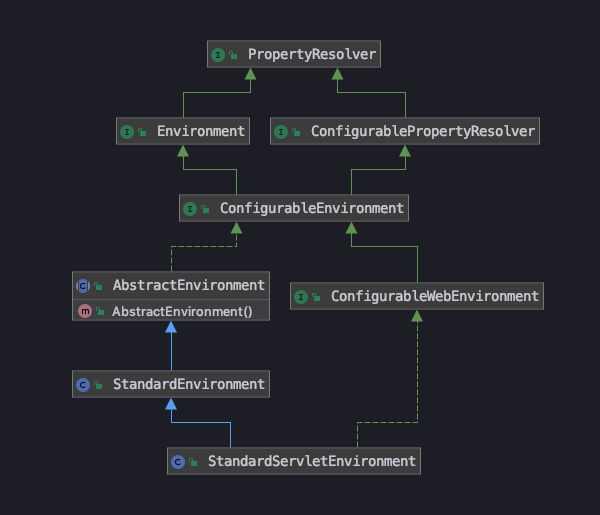 I PropertyResolver
I Environment
I ConfigurablePropertyResolver
I ConfigurableEnvironment
C AbstractEnvironment
m AbstractEnvironment()
I ConfigurableWebEnvironment
C StandardEnvironment
C StandardServletEnvironment